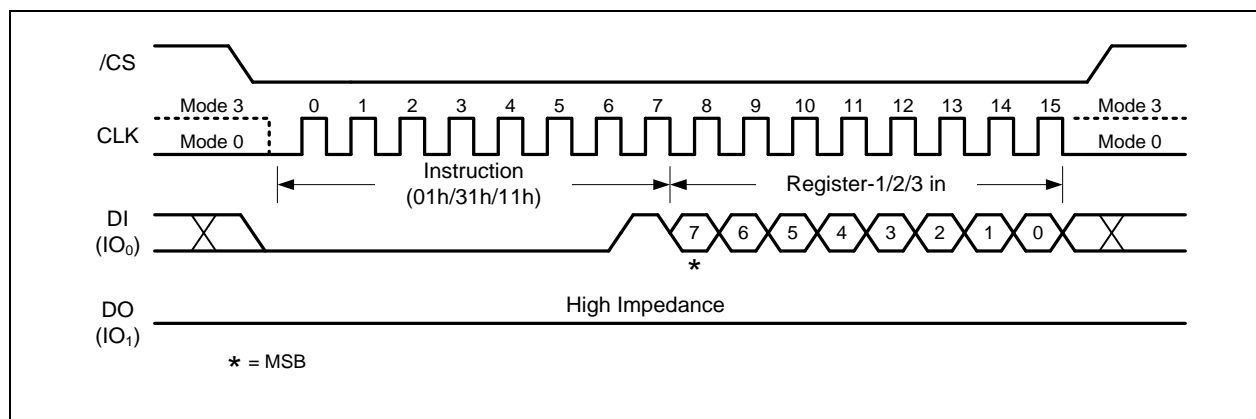 /CS
Mode 3 0 1 2 3 4 5 6 7 8 9 10 11 12 13 14 15 Mode 3
CLK
Mode 0 Mode 0
Instruction
(01h/31h/11h)
Register-1/2/3 in
DI
(IO₀)
7 6 5 4 3 2 1 0
*
High Impedance
DO
(IO₁)
* = MSB